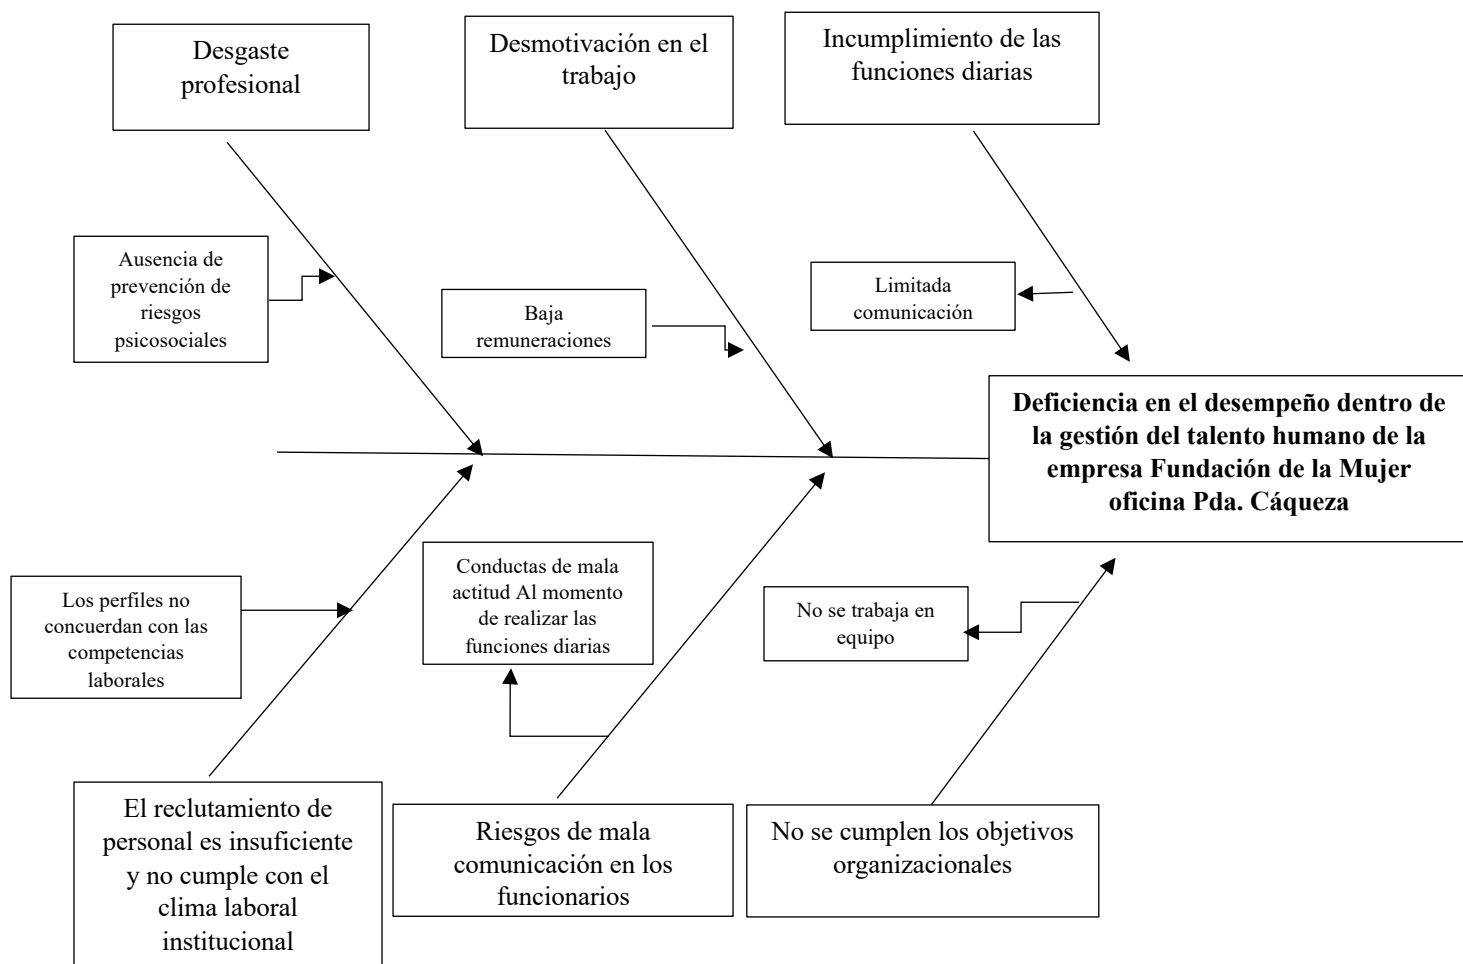 Desgaste
profesional
Desmotivación en el
trabajo
Incumplimiento de las
funciones diarias
Ausencia de
prevención de
riesgos
psicosociales
Baja
remuneraciones
Limitada
comunicación
Deficiencia en el desempeño dentro de
la gestión del talento humano de la
empresa Fundación de la Mujer
oficina Pda. Cáqueza
Los perfiles no
concuerdan con las
competencias
laborales
Conductas de mala
actitud Al momento
de realizar las
funciones diarias
No se trabaja en
equipo
El reclutamiento de
personal es insuficiente
y no cumple con el
clima laboral
institucional
Riesgos de mala
comunicación en los
funcionarios
No se cumplen los objetivos
organizacionales